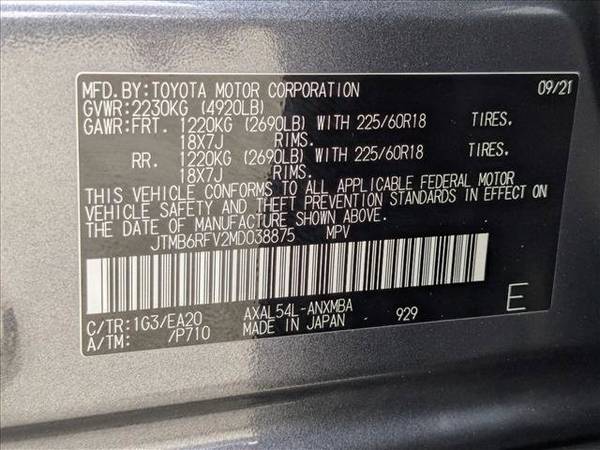 MFD.BY:TOYOTA MOTOR CORPORATION 09/21
GVWR:2230KG (4920LB)
GAWR:FRT. 1220KG (2690LB) WITH 225/60R18 TIRES,
18X7J RIMS.
RR. 1220KG (2690LB) WITH 225/60R18 TIRES,
18X7J RIMS.
THIS VEHICLE CONFORMS TO ALL APPLICABLE FEDERAL MOTOR
VEHICLE SAFETY AND THEFT PREVENTION STANDARDS IN EFFECT ON
THE DATE OF MANUFACTURE SHOWN ABOVE.
JTMB6RFV2MD038875 MPV
C/TR:1G3/EA20 AXAL54L-ANXMBA
A/TM: /P710 MADE IN JAPAN 929 E